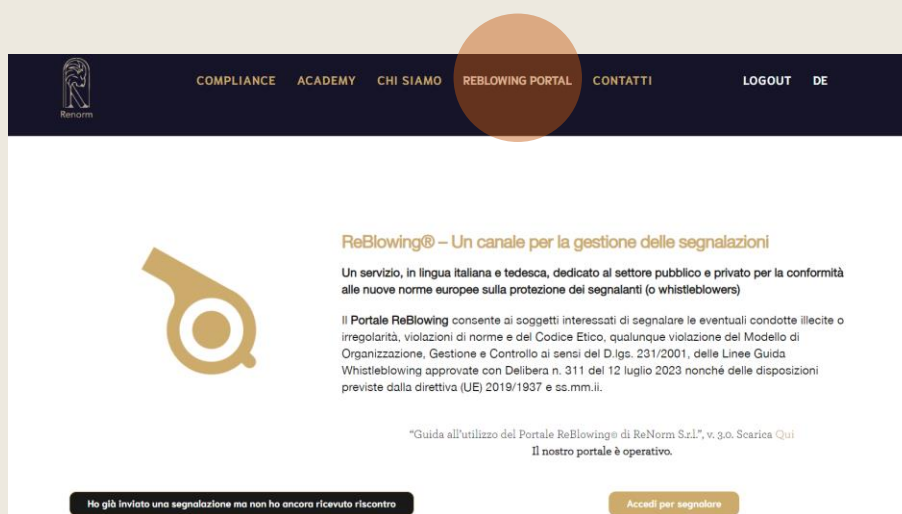 COMPLIANCE ACADEMY CHI SIAMO REBLOWING PORTAL CONTATTI LOGOUT DE
Renorm
ReBlowing® – Un canale per la gestione delle segnalazioni
Un servizio, in lingua italiana e tedesca, dedicato al settore pubblico e privato per la conformità
alle nuove norme europee sulla protezione dei segnalanti (o whistleblowers)
Il Portale ReBlowing consente ai soggetti interessati di segnalare le eventuali condotte illecite o
irregolarità, violazioni di norme e del Codice Etico, qualunque violazione del Modello di
Organizzazione, Gestione e Controllo ai sensi del D.lgs. 231/2001, delle Linee Guida
Whistleblowing approvate con Delibera n. 311 del 12 luglio 2023 nonché delle disposizioni
previste dalla direttiva (UE) 2019/1937 e ss.mm.ii.
“Guida all’utilizzo del Portale ReBlowing© di ReNorm S.r.l.”, v. 3.0. Scarica Qui
Il nostro portale è operativo.
Ho già inviato una segnalazione ma non ho ancora ricevuto riscontro
Accedi per segnalare